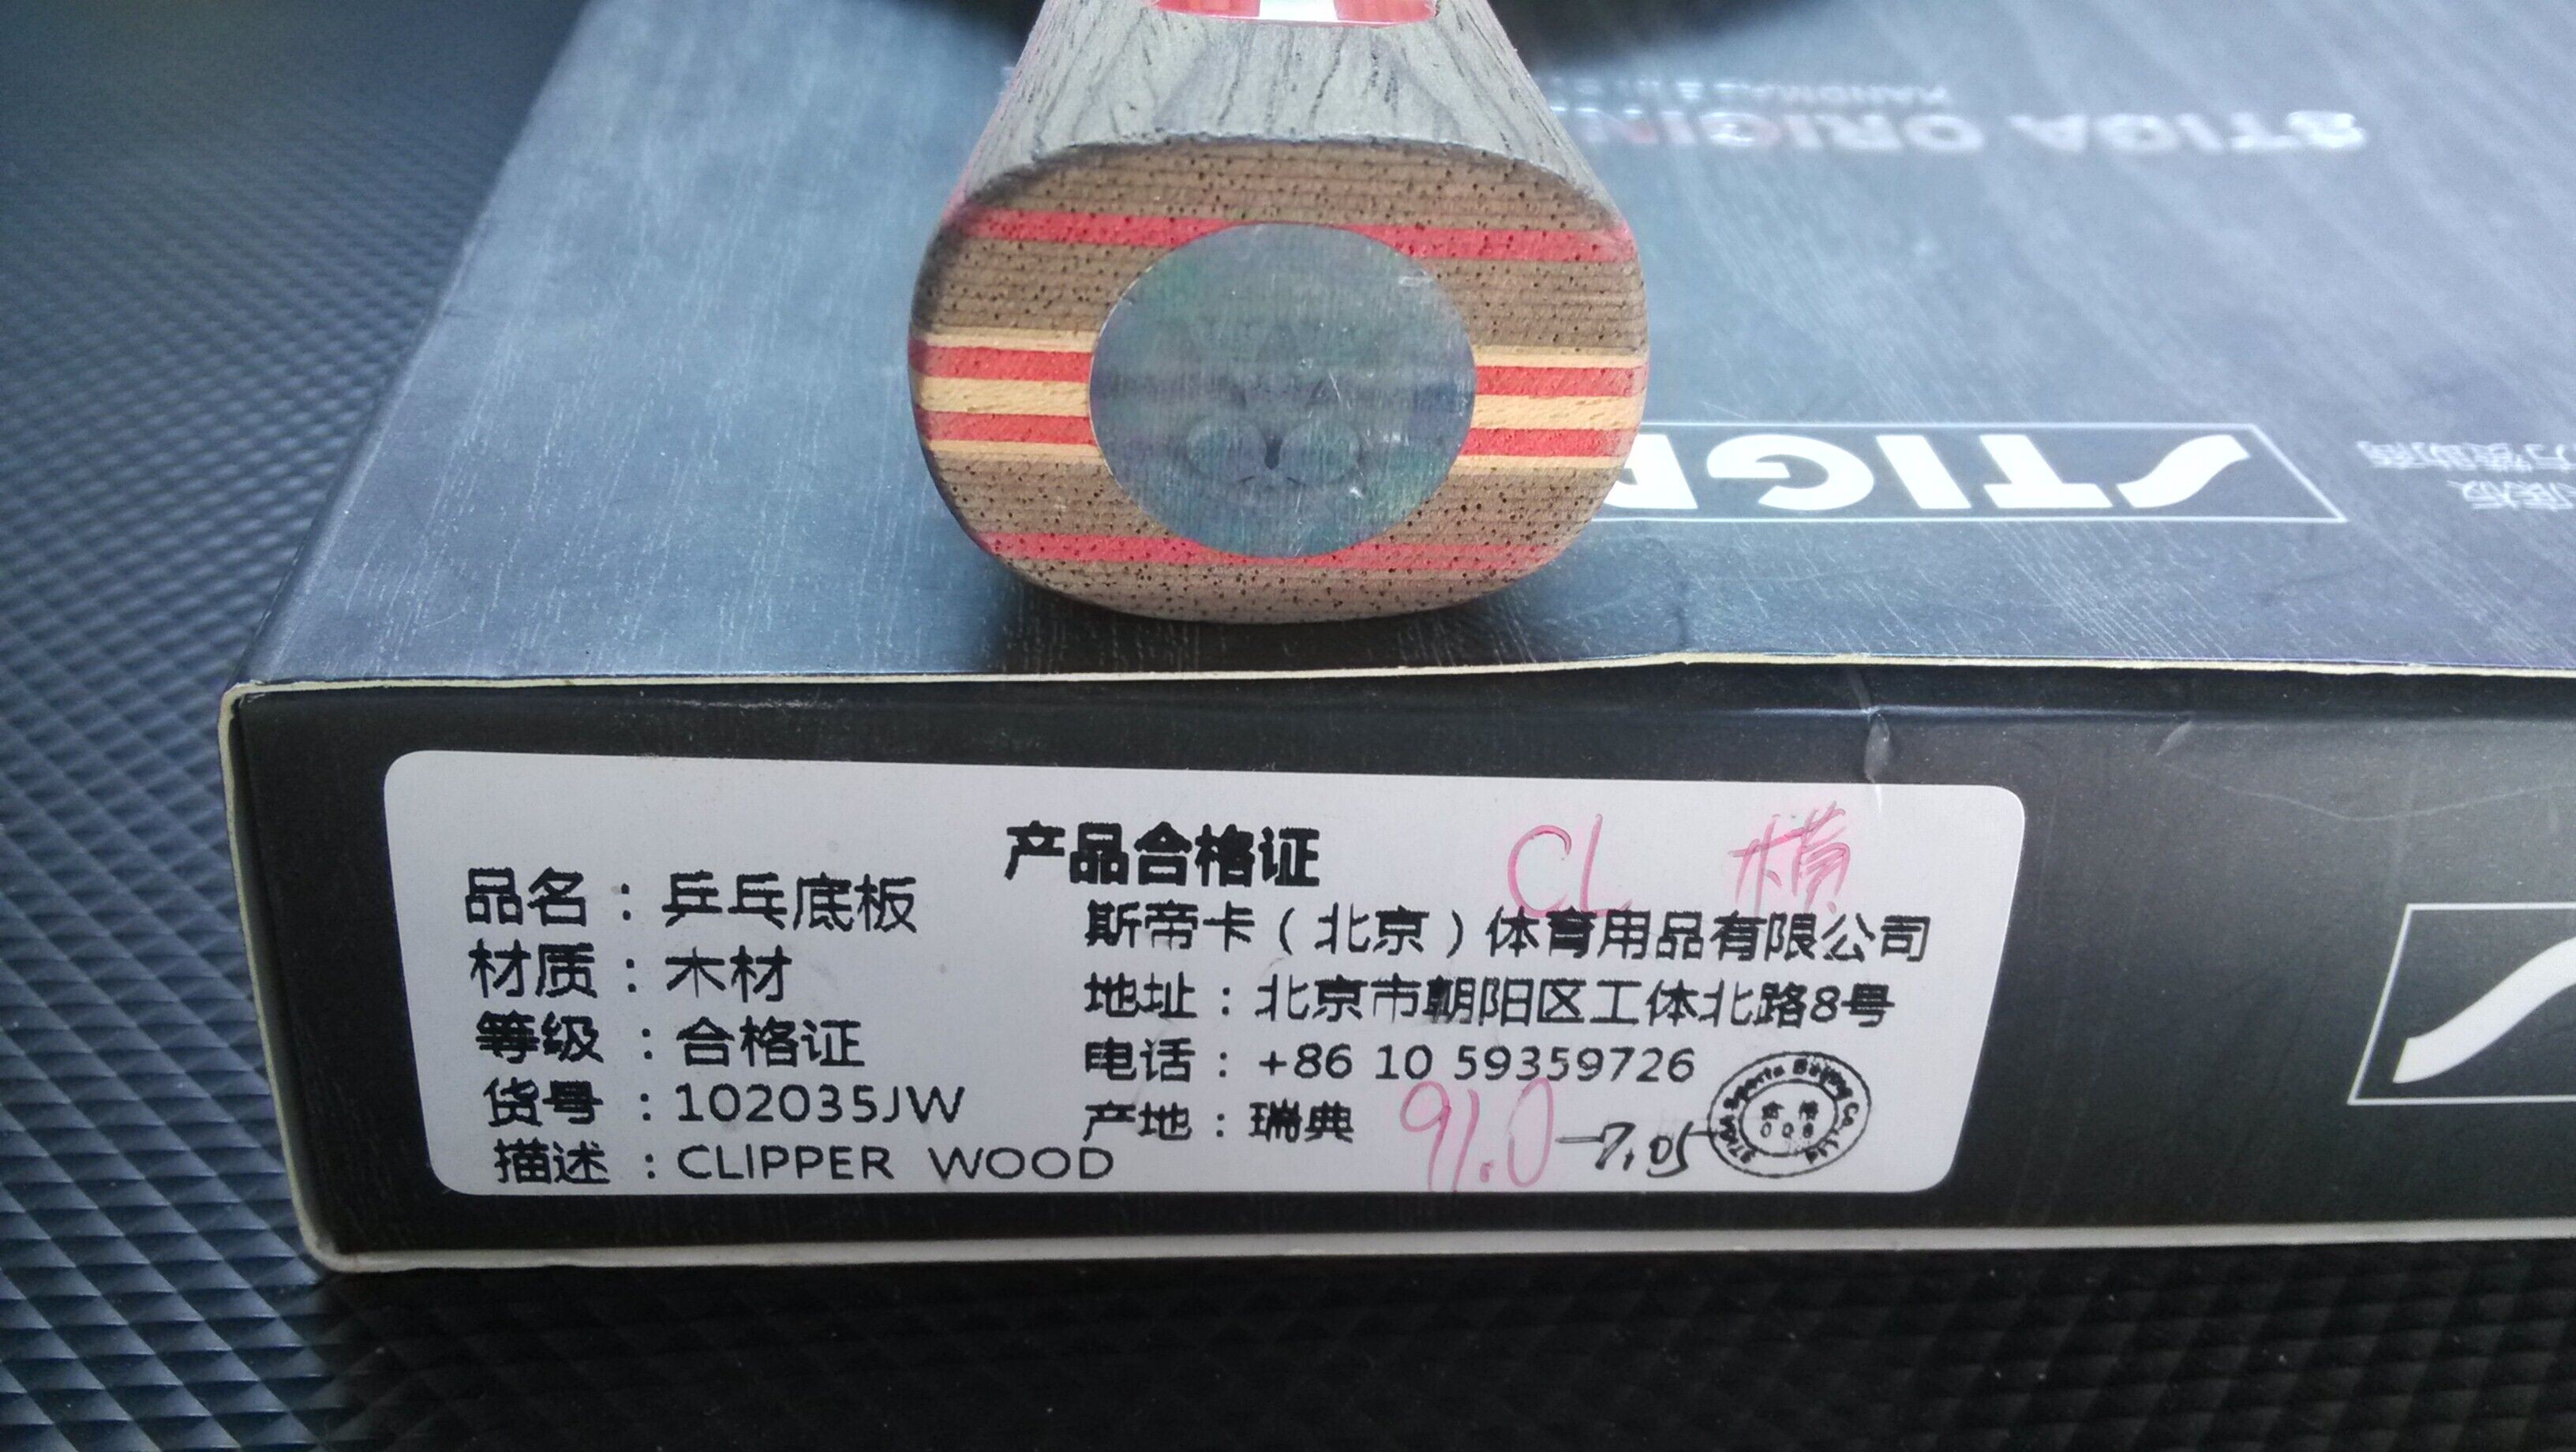 STIGA ORIGIN
STIGA
产品合格证
CL 横
品名：乒乓底板
材质：木材
等级：合格证
货号：102035JW
描述：CLIPPER WOOD
斯帝卡（北京）体育用品有限公司
地址：北京市朝阳区工体北路8号
电话：+86 10 59359726
产地：瑞典
91.0-7.05
合格
008